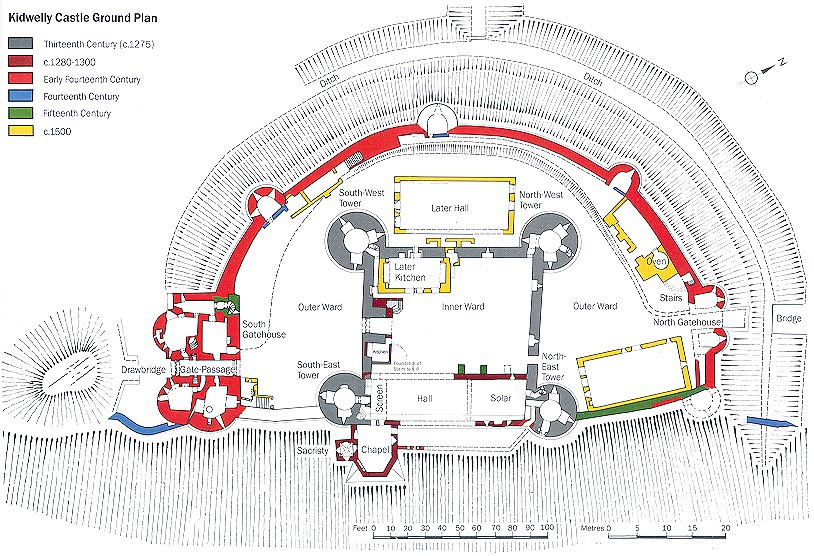 Kidwelly Castle Ground Plan
Thirteenth Century (c.1275)
c.1280-1300
Early Fourteenth Century
Fourteenth Century
Fifteenth Century
c.1500
Ditch
Ditch
N
South-West
Tower
Later Hall
North-West
Tower
Later
Kitchen
Oven
Outer Ward
Inner Ward
Outer Ward
Stairs
South
Gatehouse
North Gatehouse
Bridge
Kitchen
Drawbridge
Gate-Passage
South-East
Tower
North-
East
Tower
Screen
Hall
Solar
Sacristy
Chapel
Feet 0 10 20 30 40 50 60 70 80 90 100
Metres 0 5 10 15 20